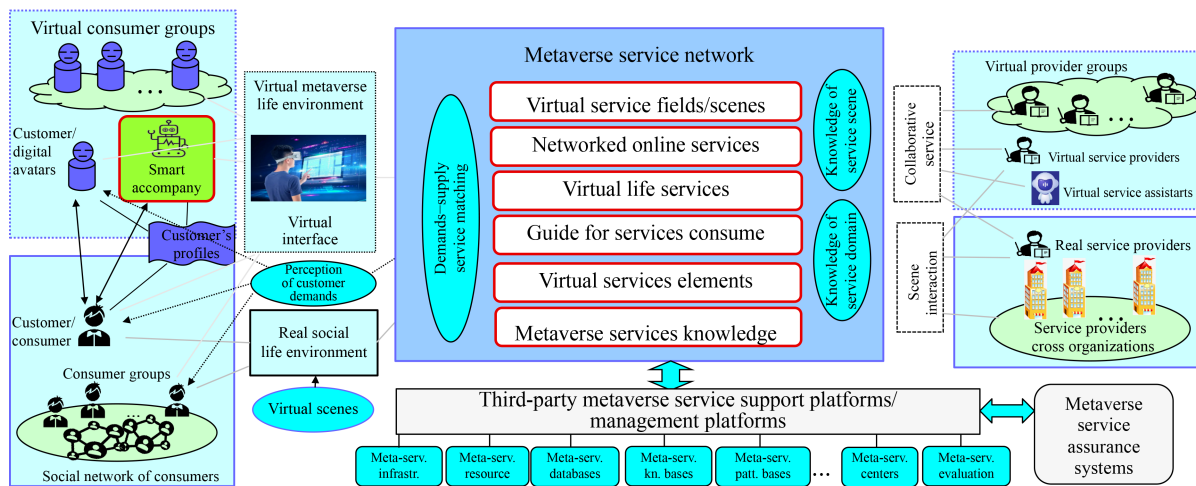 Virtual consumer groups
...
Customer/
digital
avatars
Smart
accompany
Customer's
profiles
Customer/
consumer
Consumer groups
...
Social network of consumers
Virtual metaverse
life environment
Virtual
interface
Perception
of customer
demands
Real social
life environment
Virtual scenes
Metaverse service network
Demands–supply
service matching
Virtual service fields/scenes
Networked online services
Virtual life services
Guide for services consume
Virtual services elements
Metaverse services knowledge
Knowledge of
service scene
Knowledge of
service domain
Collaborative
service
Scene
interaction
Virtual provider groups
...
Virtual service providers
Virtual service assistarts
Real service providers
...
Service providers
cross organizations
Third-party metaverse service support platforms/
management platforms
Meta-serv.
infrastr.
Meta-serv.
resource
Meta-serv.
databases
Meta-serv.
kn. bases
Meta-serv.
patt. bases
...
Meta-serv.
centers
Meta-serv.
evaluation
Metaverse
service
assurance
systems